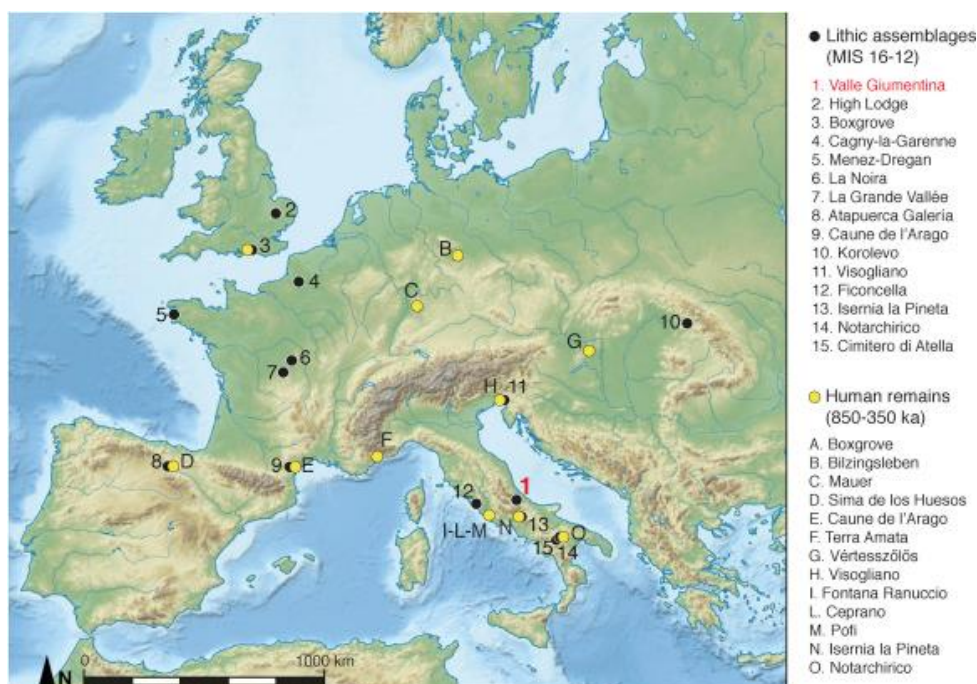 Lithic assemblages
(MIS 16-12)
1. Valle Giumentina
2. High Lodge
3. Boxgrove
4. Cagny-la-Garenne
5. Menez-Dregan
6. La Noira
7. La Grande Vallée
8. Atapuerca Galería
9. Caune de l'Arago
10. Korolevo
11. Visogliano
12. Ficoncella
13. Isernia la Pineta
14. Notarchirico
15. Cimitero di Atella
Human remains
(850-350 ka)
A. Boxgrove
B. Bilzingsleben
C. Mauer
D. Sima de los Huesos
E. Caune de l'Arago
F. Terra Amata
G. Vértesszőlős
H. Visogliano
I. Fontana Ranuccio
L. Ceprano
M. Pofi
N. Isernia la Pineta
O. Notarchirico
2
3
B
4
C
5
10
G
6
7
H 11
F
8 D
9 E
1
12
I-L-M
N 13
O
15 14
0 1000 km
N